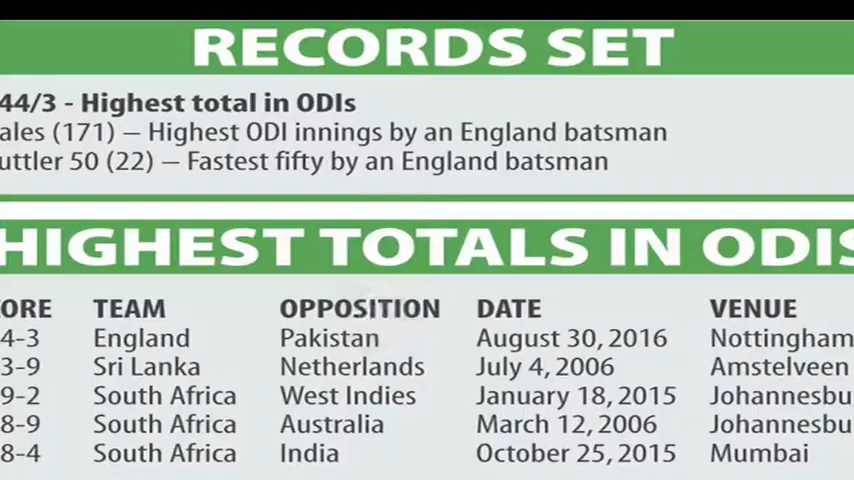 RECORDS SET
44/3 - Highest total in ODIs
ales (171) — Highest ODI innings by an England batsman
uttler 50 (22) — Fastest fifty by an England batsman
HIGHEST TOTALS IN ODIS
ORE TEAM OPPOSITION DATE VENUE
4-3 England Pakistan August 30, 2016 Nottingham
3-9 Sri Lanka Netherlands July 4, 2006 Amstelveen
9-2 South Africa West Indies January 18, 2015 Johannesbu
8-9 South Africa Australia March 12, 2006 Johannesbu
8-4 South Africa India October 25, 2015 Mumbai